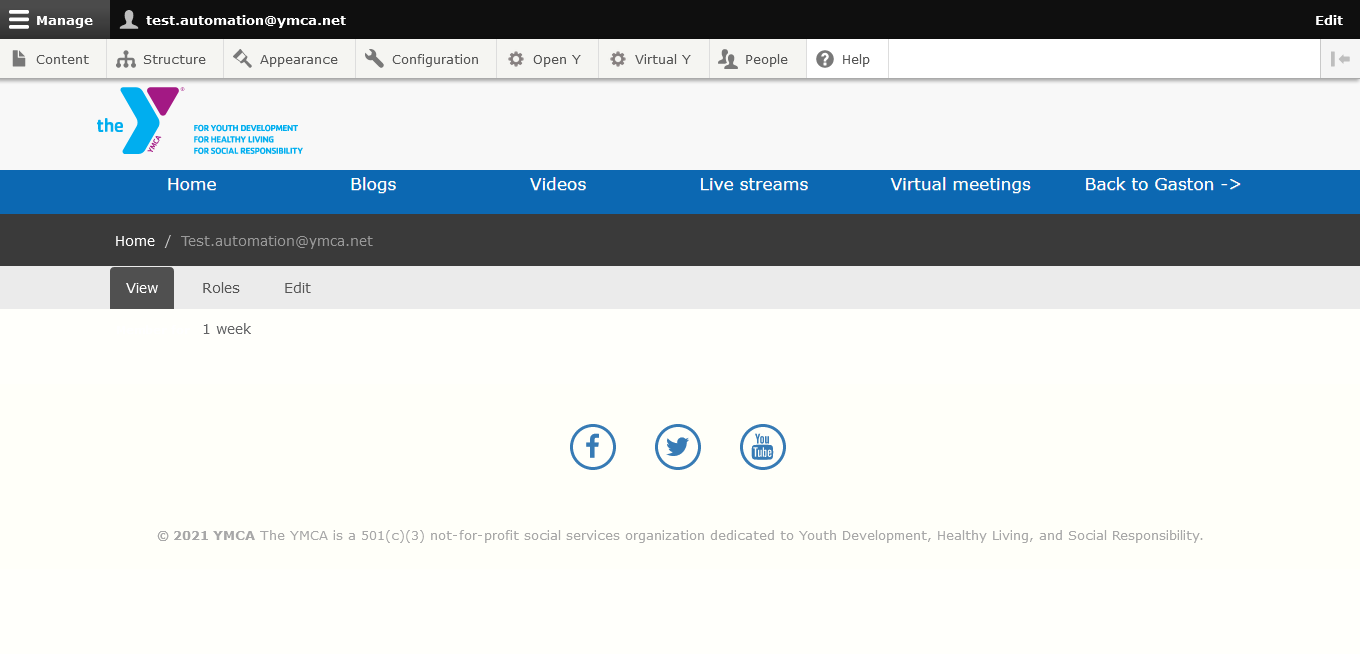 Manage test.automation@ymca.net Edit
Content Structure Appearance Configuration Open Y Virtual Y People Help
the YMCA ®
FOR YOUTH DEVELOPMENT
FOR HEALTHY LIVING
FOR SOCIAL RESPONSIBILITY
Home Blogs Videos Live streams Virtual meetings Back to Gaston ->
Home / Test.automation@ymca.net
View Roles Edit
1 week
You
Tube
© 2021 YMCA The YMCA is a 501(c)(3) not-for-profit social services organization dedicated to Youth Development, Healthy Living, and Social Responsibility.